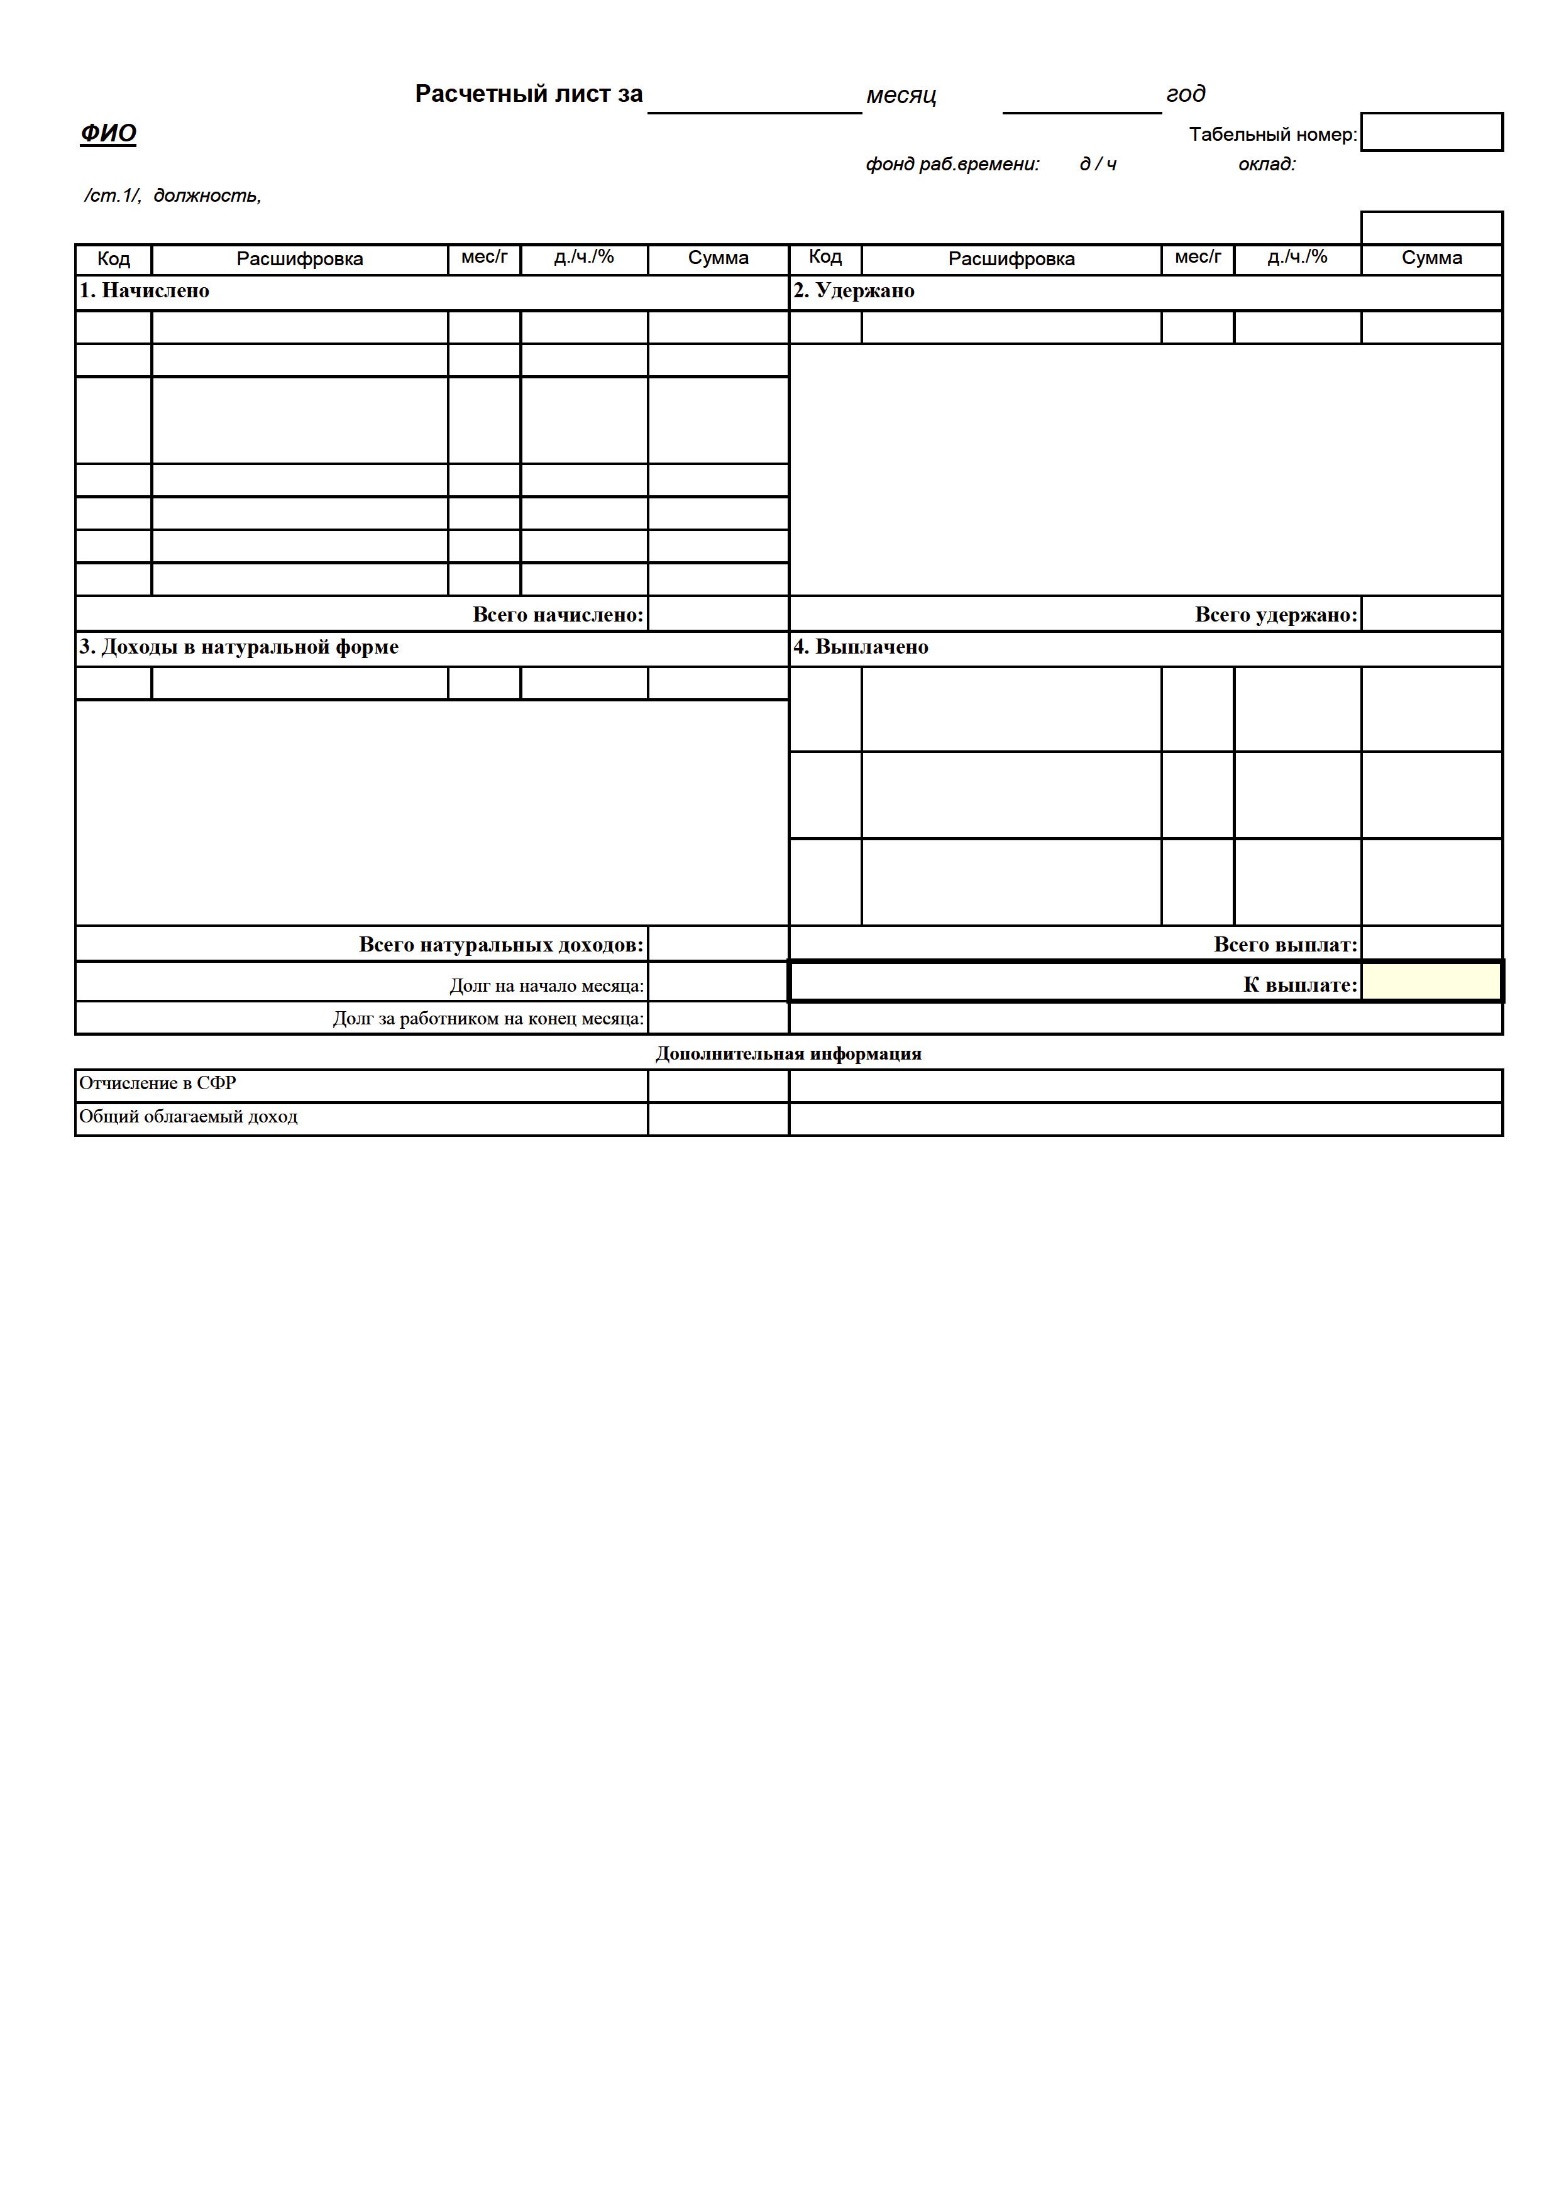 Расчетный лист за месяц год
ФИО
Табельный номер:
фонд раб.времени: д / ч оклад:
/ст.1/, должность,
Код Расшифровка мес/г д./ч./% Сумма Код Расшифровка мес/г д./ч./% Сумма
1. Начислено 2. Удержано
Всего начислено: Всего удержано:
3. Доходы в натуральной форме 4. Выплачено
Всего натуральных доходов: Всего выплат:
Долг на начало месяца: К выплате:
Долг за работником на конец месяца:
Дополнительная информация
Отчисление в СФР
Общий облагаемый доход